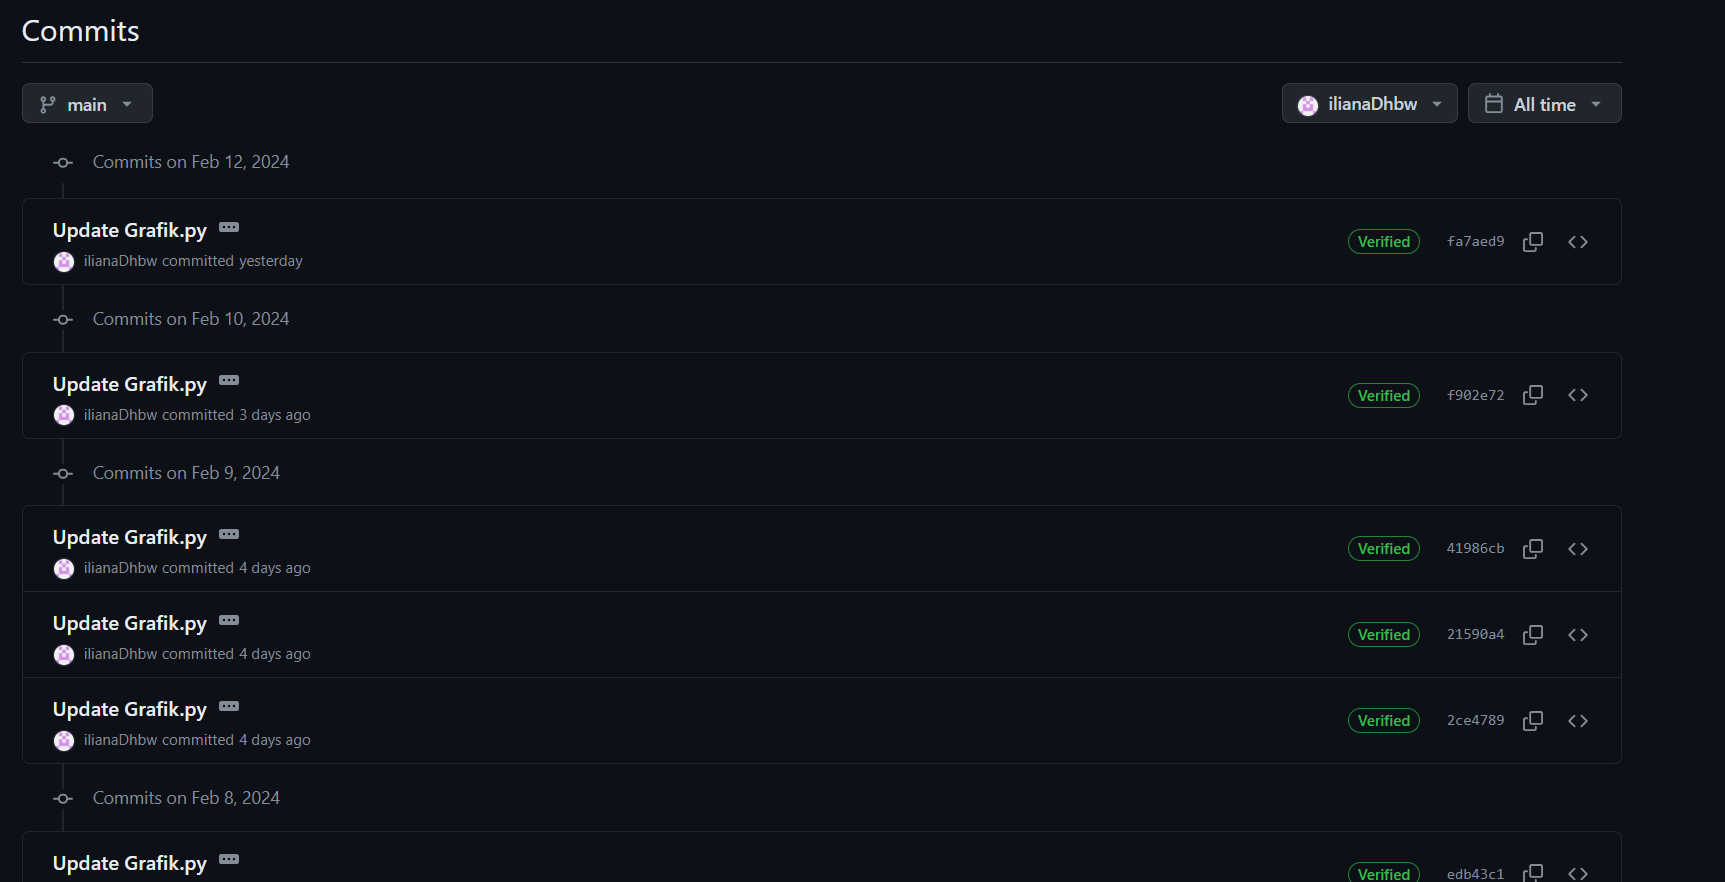 Commits
main
ilianaDhbw
All time
Commits on Feb 12, 2024
Update Grafik.py
ilianaDhbw committed yesterday
Verified
fa7aed9
Commits on Feb 10, 2024
Update Grafik.py
ilianaDhbw committed 3 days ago
Verified
f902e72
Commits on Feb 9, 2024
Update Grafik.py
ilianaDhbw committed 4 days ago
Verified
41986cb
Update Grafik.py
ilianaDhbw committed 4 days ago
Verified
21590a4
Update Grafik.py
ilianaDhbw committed 4 days ago
Verified
2ce4789
Commits on Feb 8, 2024
Update Grafik.py
Verified
edb43c1